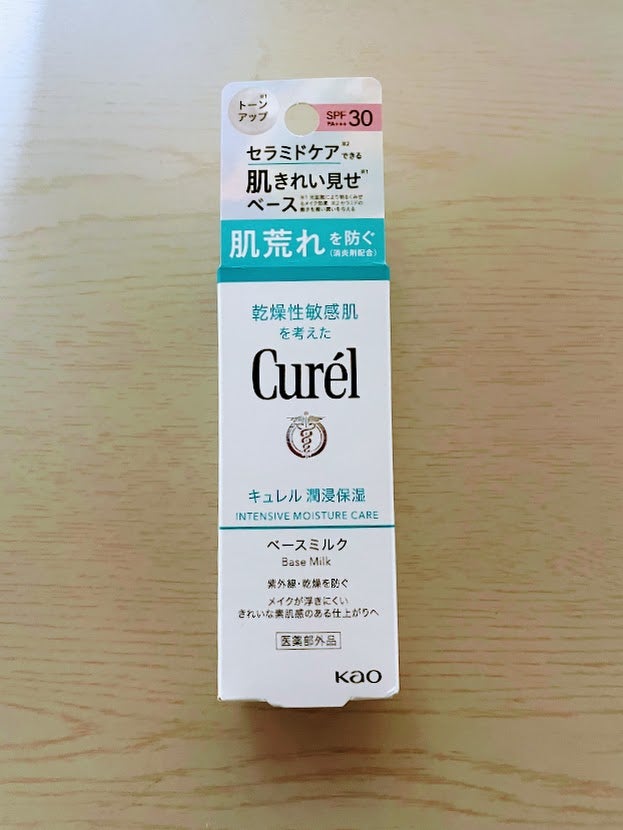 トーン※1
アップ
SPF 30
PA+++
セラミドケア※2できる
肌きれい見せ※1
ベース
肌荒れを防ぐ
(消炎剤配合)
乾燥性敏感肌
を考えた
Curél
キュレル 潤浸保湿
INTENSIVE MOISTURE CARE
ベースミルク
Base Milk
紫外線・乾燥を防ぐ
メイクが浮きにくい
きれいな素肌感のある仕上がりへ
医薬部外品
Kao